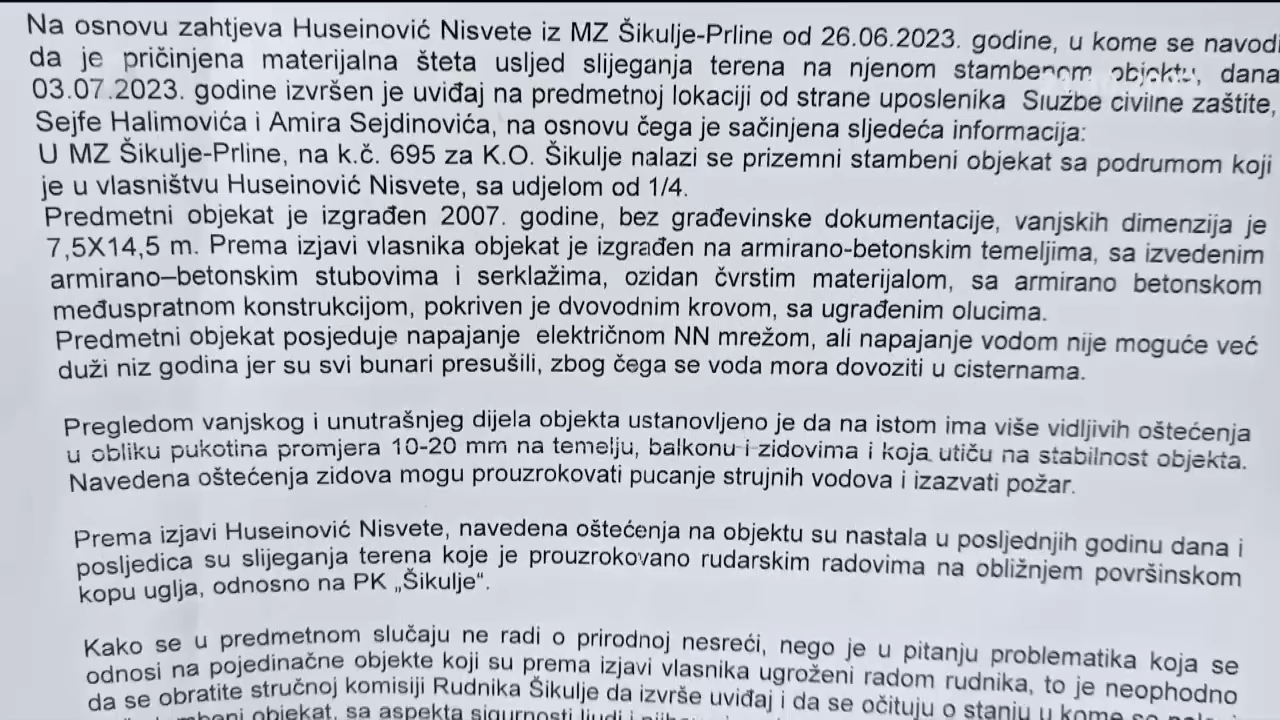 Na osnovu zahtjeva Huseinović Nisvete iz MZ Šikulje-Prline od 26.06.2023. godine, u kome se navodi
da je pričinjena materijalna šteta usljed slijeganja terena na njenom stambenom objektu, dana
03.07.2023. godine izvršen je uviđaj na predmetnoj lokaciji od strane uposlenika Službe civilne zaštite,
Sejfe Halimovića i Amira Sejdinovića, na osnovu čega je sačinjena sljedeća informacija:
U MZ Šikulje-Prline, na k.č. 695 za K.O. Šikulje nalazi se prizemni stambeni objekat sa podrumom koji
je u vlasništvu Huseinović Nisvete, sa udjelom od 1/4.
Predmetni objekat je izgrađen 2007. godine, bez građevinske dokumentacije, vanjskih dimenzija je
7,5X14,5 m. Prema izjavi vlasnika objekat je izgrađen na armirano-betonskim temeljima, sa izvedenim
armirano–betonskim stubovima i serklažima, ozidan čvrstim materijalom, sa armirano betonskom
međuspratnom konstrukcijom, pokriven je dvovodnim krovom, sa ugrađenim olucima.
Predmetni objekat posjeduje napajanje električnom NN mrežom, ali napajanje vodom nije moguće već
duži niz godina jer su svi bunari presušili, zbog čega se voda mora dovoziti u cisternama.
Pregledom vanjskog i unutrašnjeg dijela objekta ustanovljeno je da na istom ima više vidljivih oštećenja
u obliku pukotina promjera 10-20 mm na temelju, balkonu i zidovima i koja utiču na stabilnost objekta.
Navedena oštećenja zidova mogu prouzrokovati pucanje strujnih vodova i izazvati požar.
Prema izjavi Huseinović Nisvete, navedena oštećenja na objektu su nastala u posljednjih godinu dana i
posljedica su slijeganja terena koje je prouzrokovano rudarskim radovima na obližnjem površinskom
kopu uglja, odnosno na PK „Šikulje“.
Kako se u predmetnom slučaju ne radi o prirodnoj nesreći, nego je u pitanju problematika koja se
odnosi na pojedinačne objekte koji su prema izjavi vlasnika ugroženi radom rudnika, to je neophodno
da se obratite stručnoj komisiji Rudnika Šikulje da izvrše uviđaj i da se očituju o stanju u kome se
objekat, sa aspekta sigurnosti ljudi i